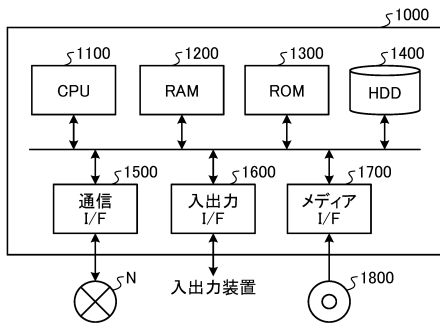 1000
1100
1200
1300
1400
CPU
RAM
ROM
HDD
1500
1600
1700
通信
I/F
入出力
I/F
メディア
I/F
N
入出力装置
1800